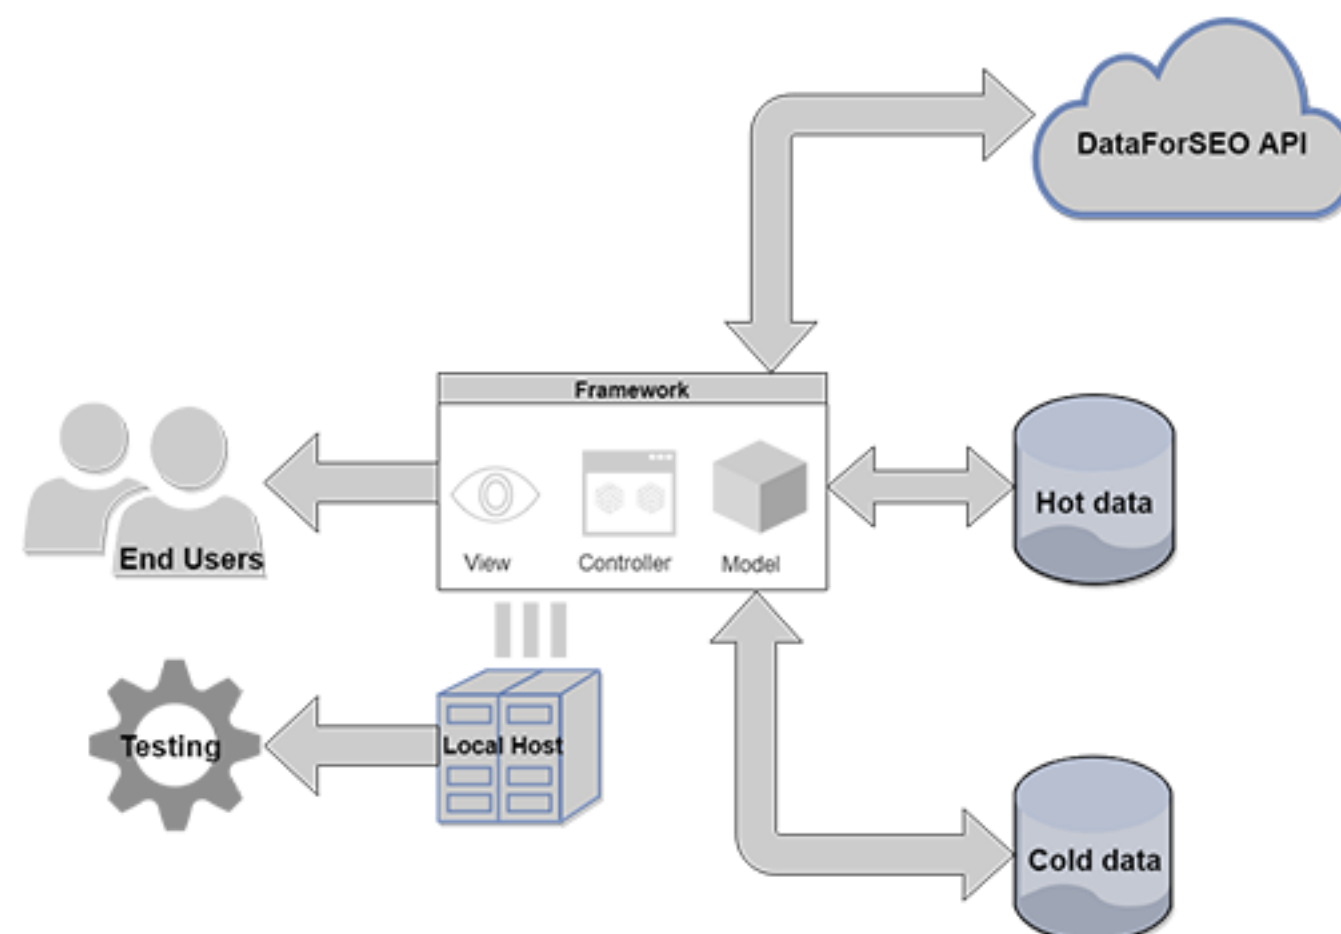 DataForSEO API
Framework
View
Controller
Model
Hot data
End Users
Testing
Local Host
Cold data